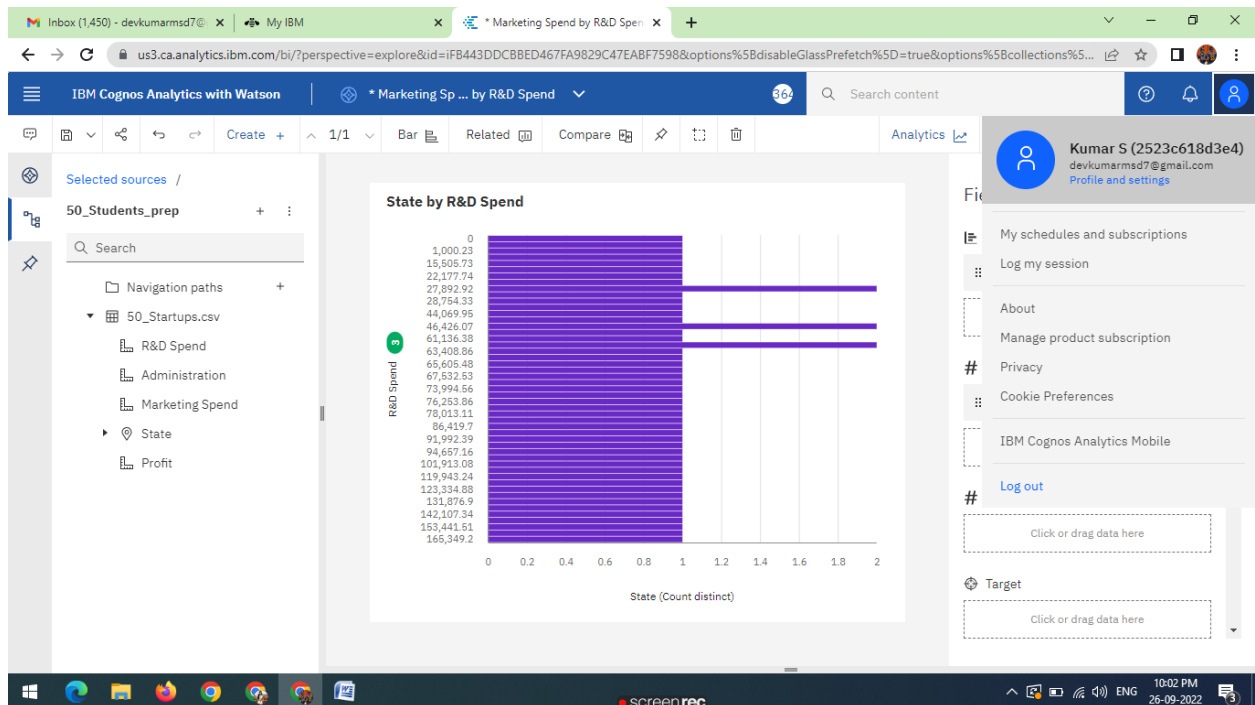 Inbox (1,450) - devkumarmsd7@
My IBM
* Marketing Spend by R&D Spen
us3.ca.analytics.ibm.com/bi/?perspective=explore&id=iFB443DDCBBED467FA9829C47EABF7598&options%5BdisableGlassPrefetch%5D=true&options%5Bcollections%5...
IBM Cognos Analytics with Watson
* Marketing Sp ... by R&D Spend
364
Search content
Create +
1/1
Bar
Related
Compare
Analytics
Kumar S (2523c618d3e4)
devkumarmsd7@gmail.com
Profile and settings
My schedules and subscriptions
Log my session
About
Manage product subscription
Privacy
Cookie Preferences
IBM Cognos Analytics Mobile
Log out
Selected sources /
50_Students_prep
Search
Navigation paths
50_Startups.csv
R&D Spend
Administration
Marketing Spend
State
Profit
State by R&D Spend
0
1,000.23
15,505.73
22,177.74
27,892.92
28,754.33
44,069.95
46,426.07
61,136.38
63,408.86
65,605.48
67,532.53
73,994.56
76,253.86
78,013.11
86,419.7
91,992.39
94,657.16
101,913.08
119,943.24
123,334.88
131,876.9
142,107.34
153,441.51
165,349.2
3
R&D Spend
0 0.2 0.4 0.6 0.8 1 1.2 1.4 1.6 1.8 2
State (Count distinct)
Fie
#
#
Click or drag data here
Target
Click or drag data here
screenrec
ENG
10:02 PM
26-09-2022
3